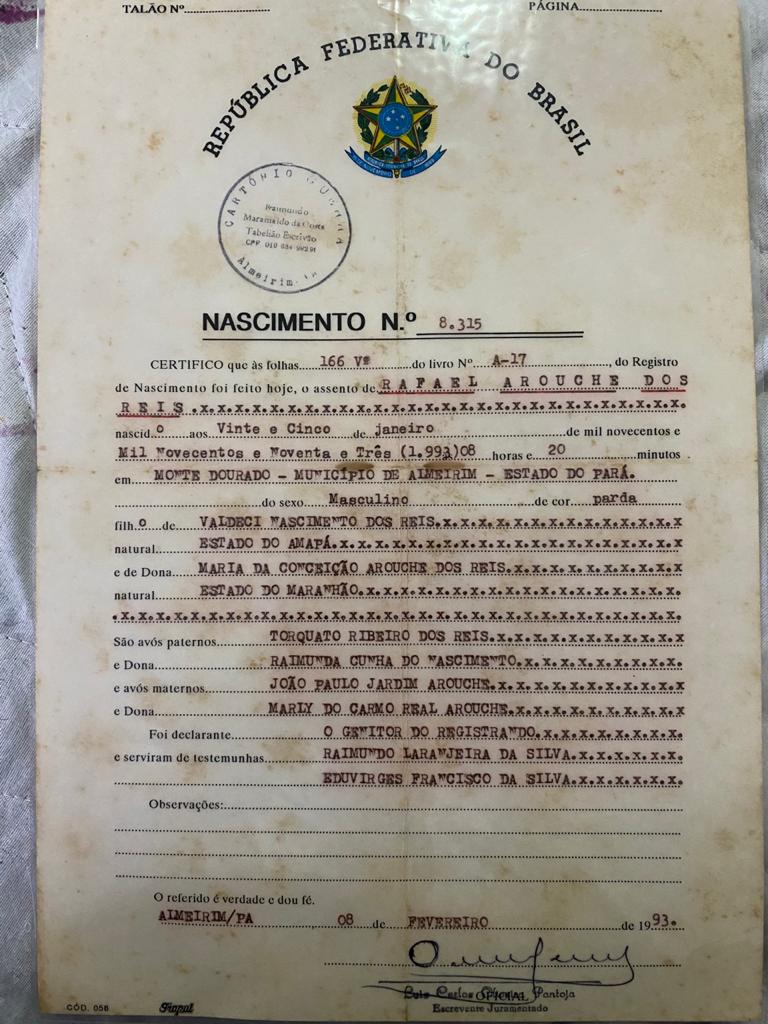 TALÃO Nº.............. PÁGINA..............
REPÚBLICA FEDERATIVA DO BRASIL
CARTÓRIO
Raimundo
Maramaldo da Costa
Tabelião Escrivão
CPF 010
Almeirim
NASCIMENTO N.º 8.315
CERTIFICO que às folhas 166 Vº do livro Nº A-17, do Registro
de Nascimento foi feito hoje, o assento de RAFAEL AROUCHE DOS
REIS.x.x.x.x.x.x.x.x.x.x.x.x.x.x.x.x.x.x.x.x.x.x.x.x.x.x.x.
nascido aos Vinte e Cinco de janeiro de mil novecentos e
Mil Novecentos e Noventa e Três (1.993)08 horas e 20 minutos
em MONTE DOURADO - MUNICÍPIO DE ALMEIRIM - ESTADO DO PARÁ.
do sexo Masculino de cor parda
filho de VALDECI NASCIMENTO DOS REIS.x.x.x.x.x.x.x.x.x.x.x.x
natural ESTADO DO AMAPÁ.x.x.x.x.x.x.x.x.x.x.x.x.x.x.x.x.x
e de Dona MARIA DA CONCEIÇÃO AROUCHE DOS REIS.x.x.x.x.x.x.x.x.
natural ESTADO DO MARANHÃO.x.x.x.x.x.x.x.x.x.x.x.x.x.x.x.x.
.x.x.x.x.x.x.x.x.x.x.x.x.x.x.x.x.x.x.x.x.x.x.x.x.x.x.x.x.x.x.
São avós paternos TORQUATO RIBEIRO DOS REIS.x.x.x.x.x.x.x.x.x
e Dona RAIMUNDA CUNHA DO NASCIMENTO.x.x.x.x.x.x.x.x.
e avós maternos JOÃO PAULO JARDIM AROUCHE.x.x.x.x.x.x.x.x.x
e Dona MARLY DO CARMO REAL AROUCHE.x.x.x.x.x.x.x.x
Foi declarante O GENITOR DO REGISTRANDO.x.x.x.x.x.x.x.
e serviram de testemunhas RAIMUNDO LARANJEIRA DA SILVA.x.x.x.x.x.
EDUVIRGES FRANCISCO DA SILVA.x.x.x.x.x.
Observações:
O referido é verdade e dou fé.
ALMEIRIM/PA 08 de FEVEREIRO de 1993.
OFICIAL
Luis Carlos Pantoja
Escrevente Juramentado
CÓD. 058